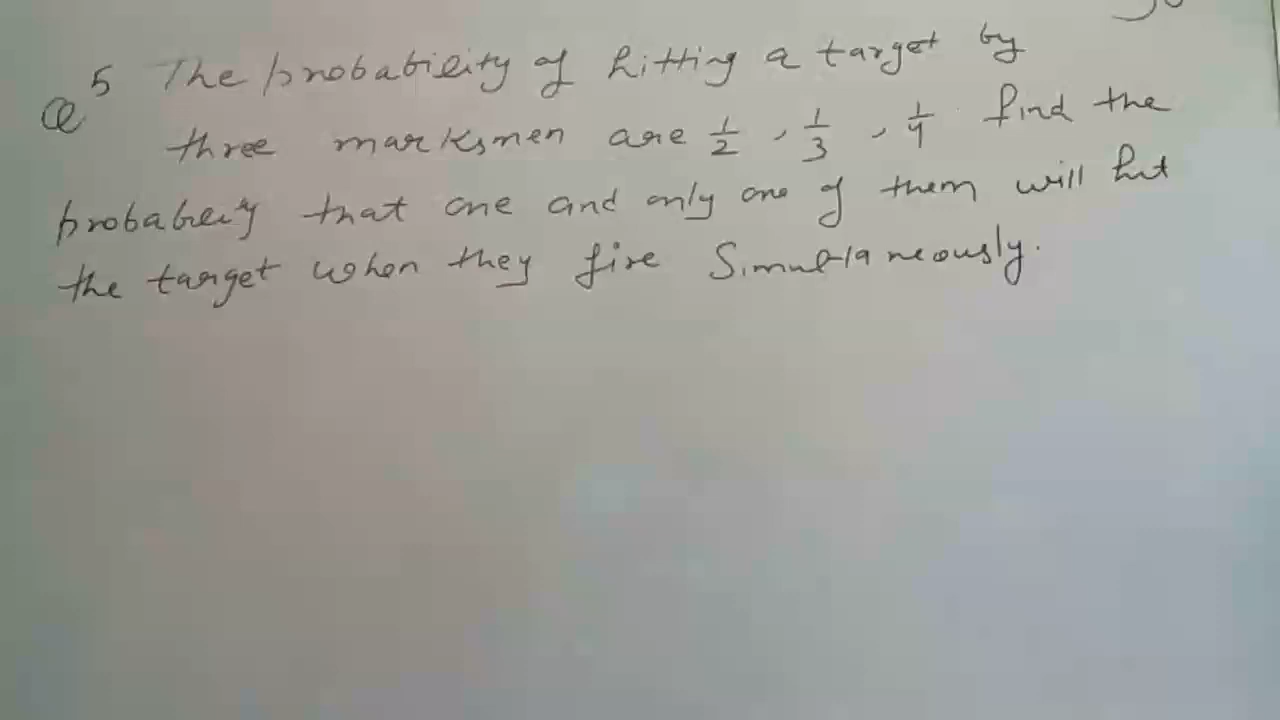 Q5 The probability of hitting a target by
three marksmen are 1/2, 1/3, 1/4. find the
probability that one and only one of them will hit
the target when they fire Simultaneously.